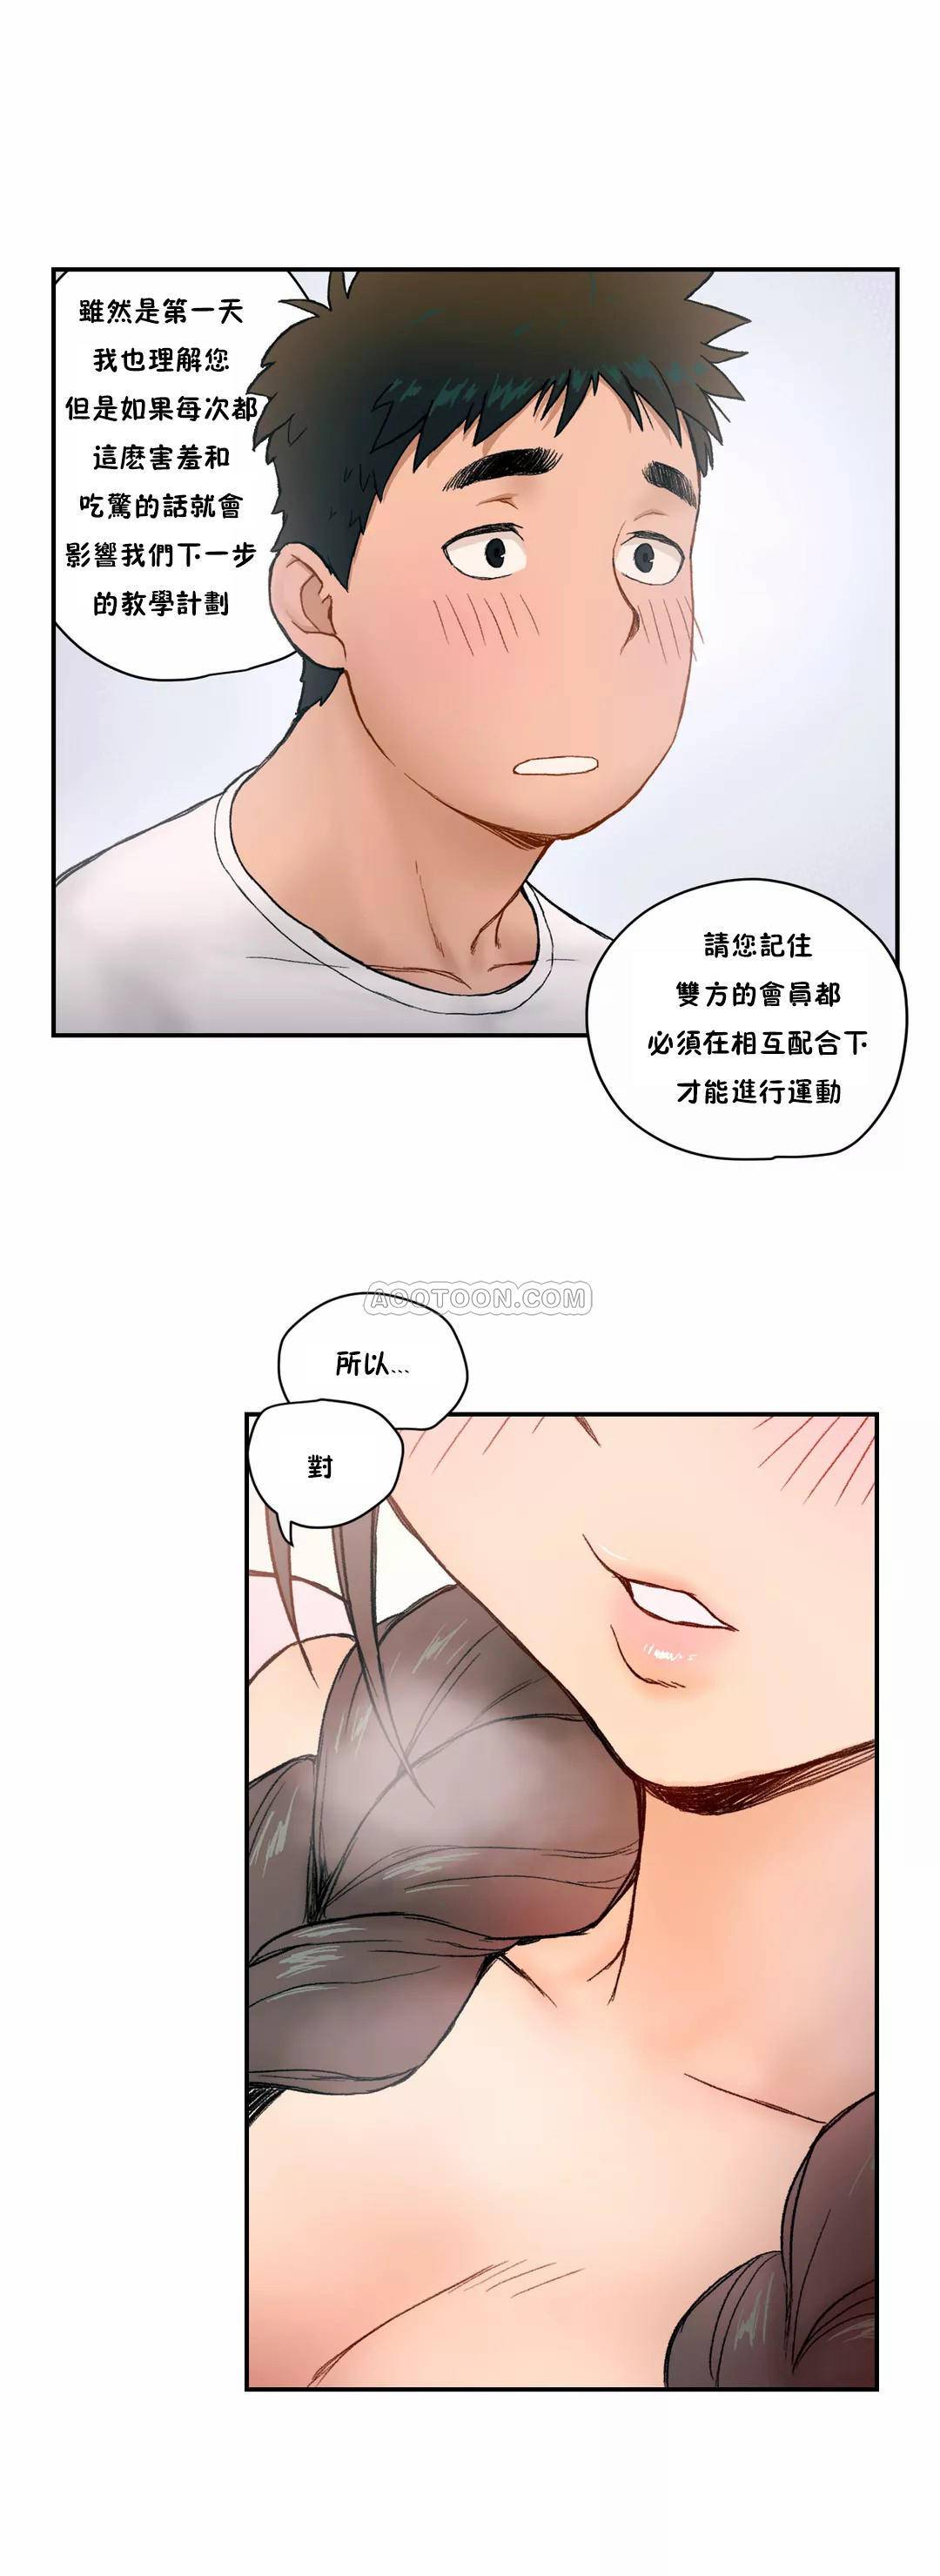 雖然是第一天
我也理解您
但是如果每次都
這麽害羞和
吃驚的話就會
影響我們下一步
的教學計劃
請您記住
雙方的會員都
必須在相互配合下
才能進行運動
AOOTOON.COM
所以...
對